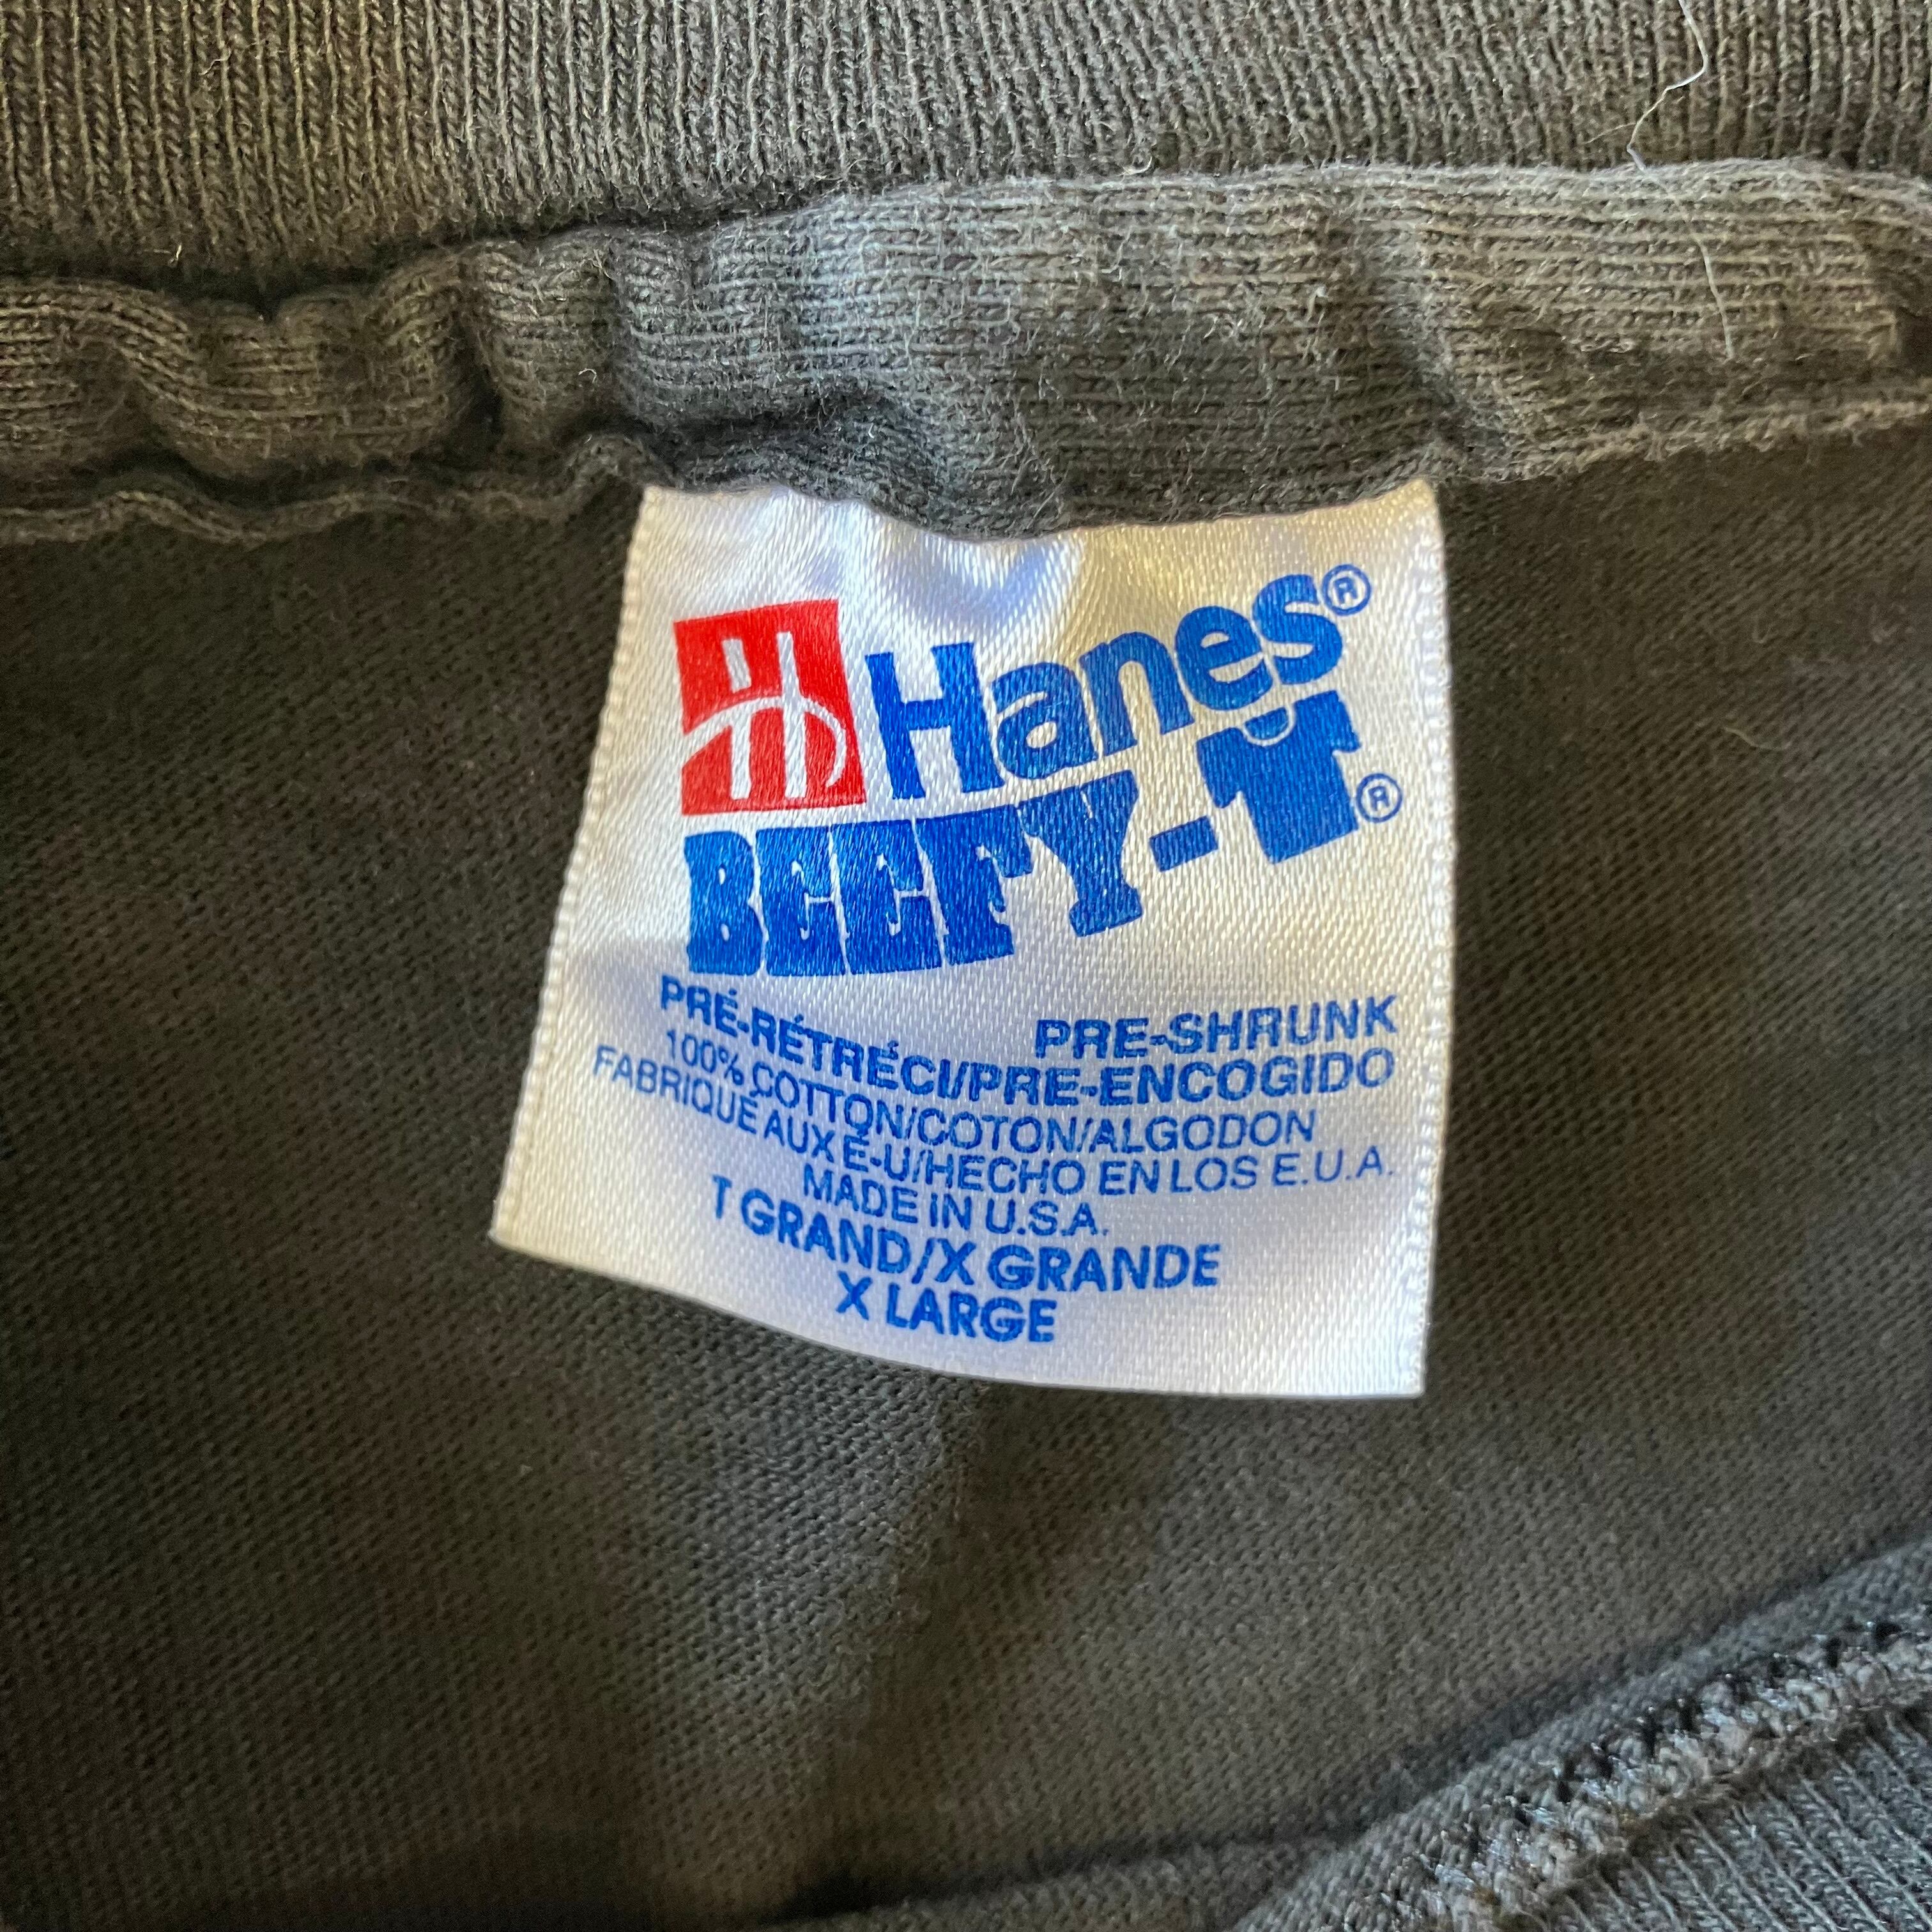 Hanes®
BEEFY-T®
PRE-SHRUNK
PRÉ-RÉTRÉCI/PRE-ENCOGIDO
100% COTTON/COTON/ALGODON
FABRIQUÉ AUX É-U/HECHO EN LOS E.U.A.
MADE IN U.S.A.
T GRAND/X GRANDE
X LARGE